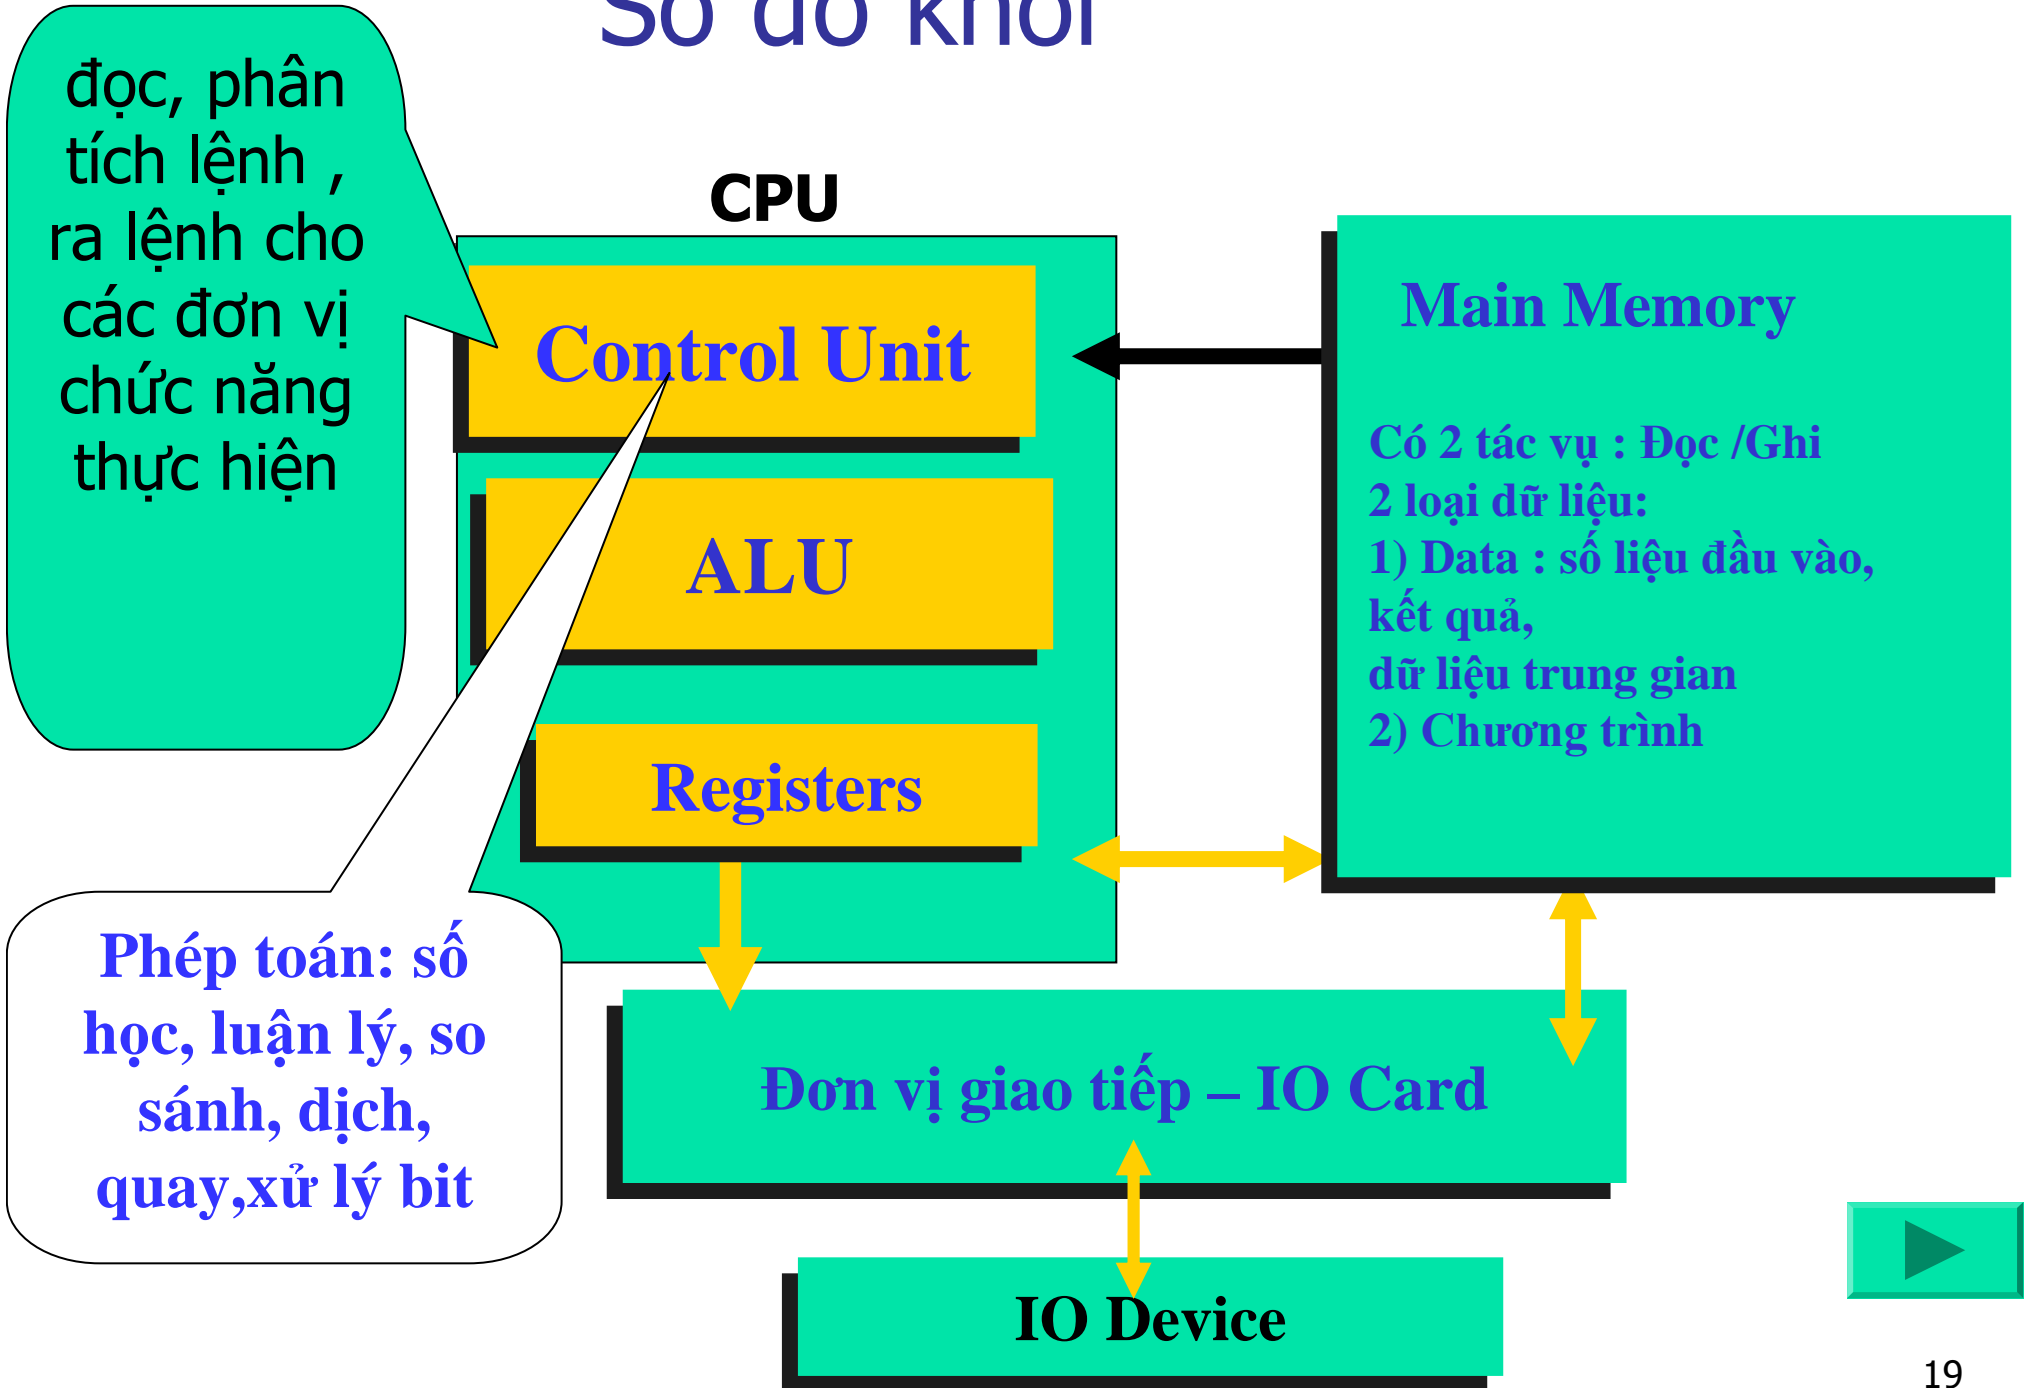 Sơ đồ khối
đọc, phân
tích lệnh ,
ra lệnh cho
các đơn vị
chức năng
thực hiện
CPU
Control Unit
ALU
Registers
Main Memory
Có 2 tác vụ : Đọc /Ghi
2 loại dữ liệu:
1) Data : số liệu đầu vào,
kết quả,
dữ liệu trung gian
2) Chương trình
Phép toán: số
học, luận lý, so
sánh, dịch,
quay,xử lý bit
Đơn vị giao tiếp – IO Card
IO Device
19